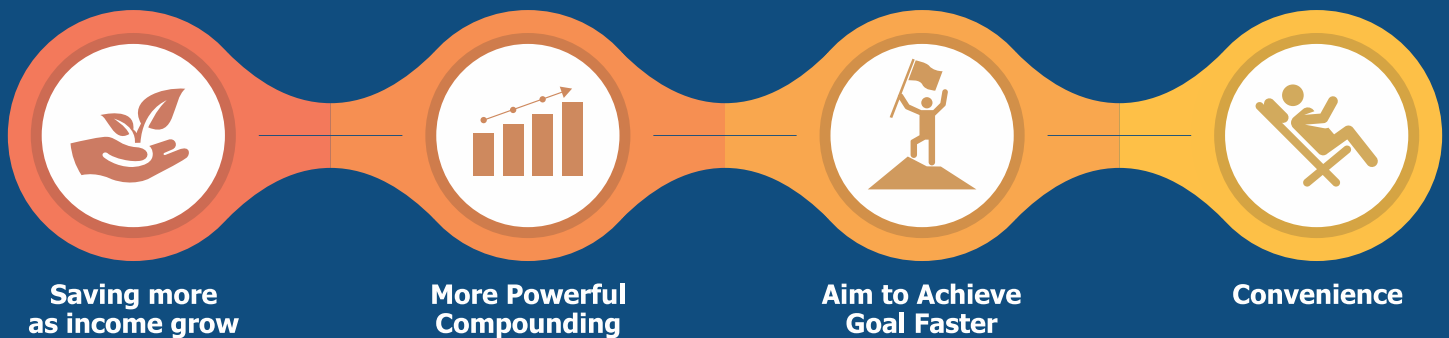 Saving more
as income grow
More Powerful
Compounding
Aim to Achieve
Goal Faster
Convenience